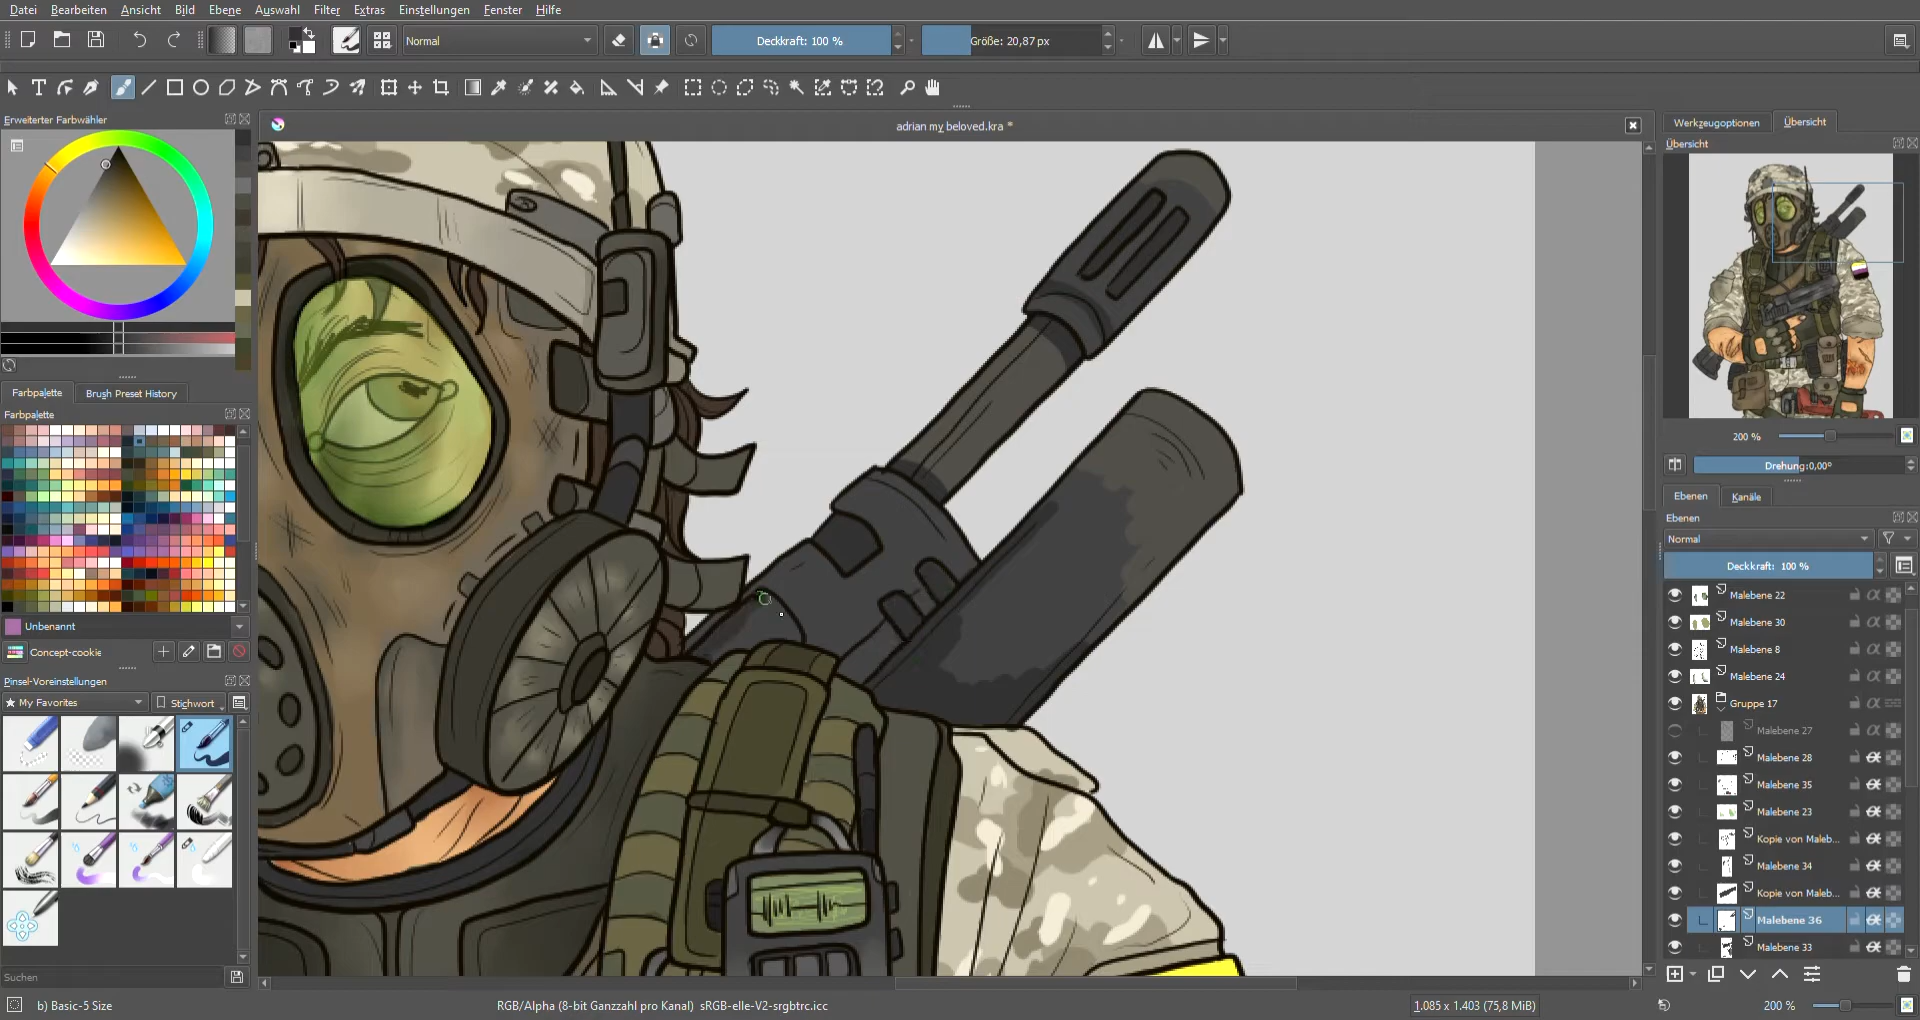 Datei Bearbeiten Ansicht Bild Ebene Auswahl Filter Extras Einstellungen Fenster Hilfe
Normal Deckkraft: 100 % Größe: 20,87 px
Erweiterter Farbwähler
adrian my beloved.kra *
Werkzeugoptionen Übersicht
Übersicht
Farbpalette Brush Preset History
Farbpalette
200 %
Drehung:0,00°
Ebenen Kanäle
Ebenen
Normal
Deckkraft: 100 %
Malebene 22
Malebene 30
Unbenannt
Malebene 8
Concept-cookie
Malebene 24
Pinsel-Voreinstellungen
My Favorites Stichwort
Gruppe 17
Malebene 27
Malebene 28
Malebene 35
Malebene 23
Kopie von Maleb...
Malebene 34
Kopie von Maleb...
Malebene 36
Malebene 33
Suchen
b) Basic-5 Size
RGB/Alpha (8-bit Ganzzahl pro Kanal) sRGB-elle-V2-srgbtrc.icc
1.085 x 1.403 (75,8 MiB)
200 %